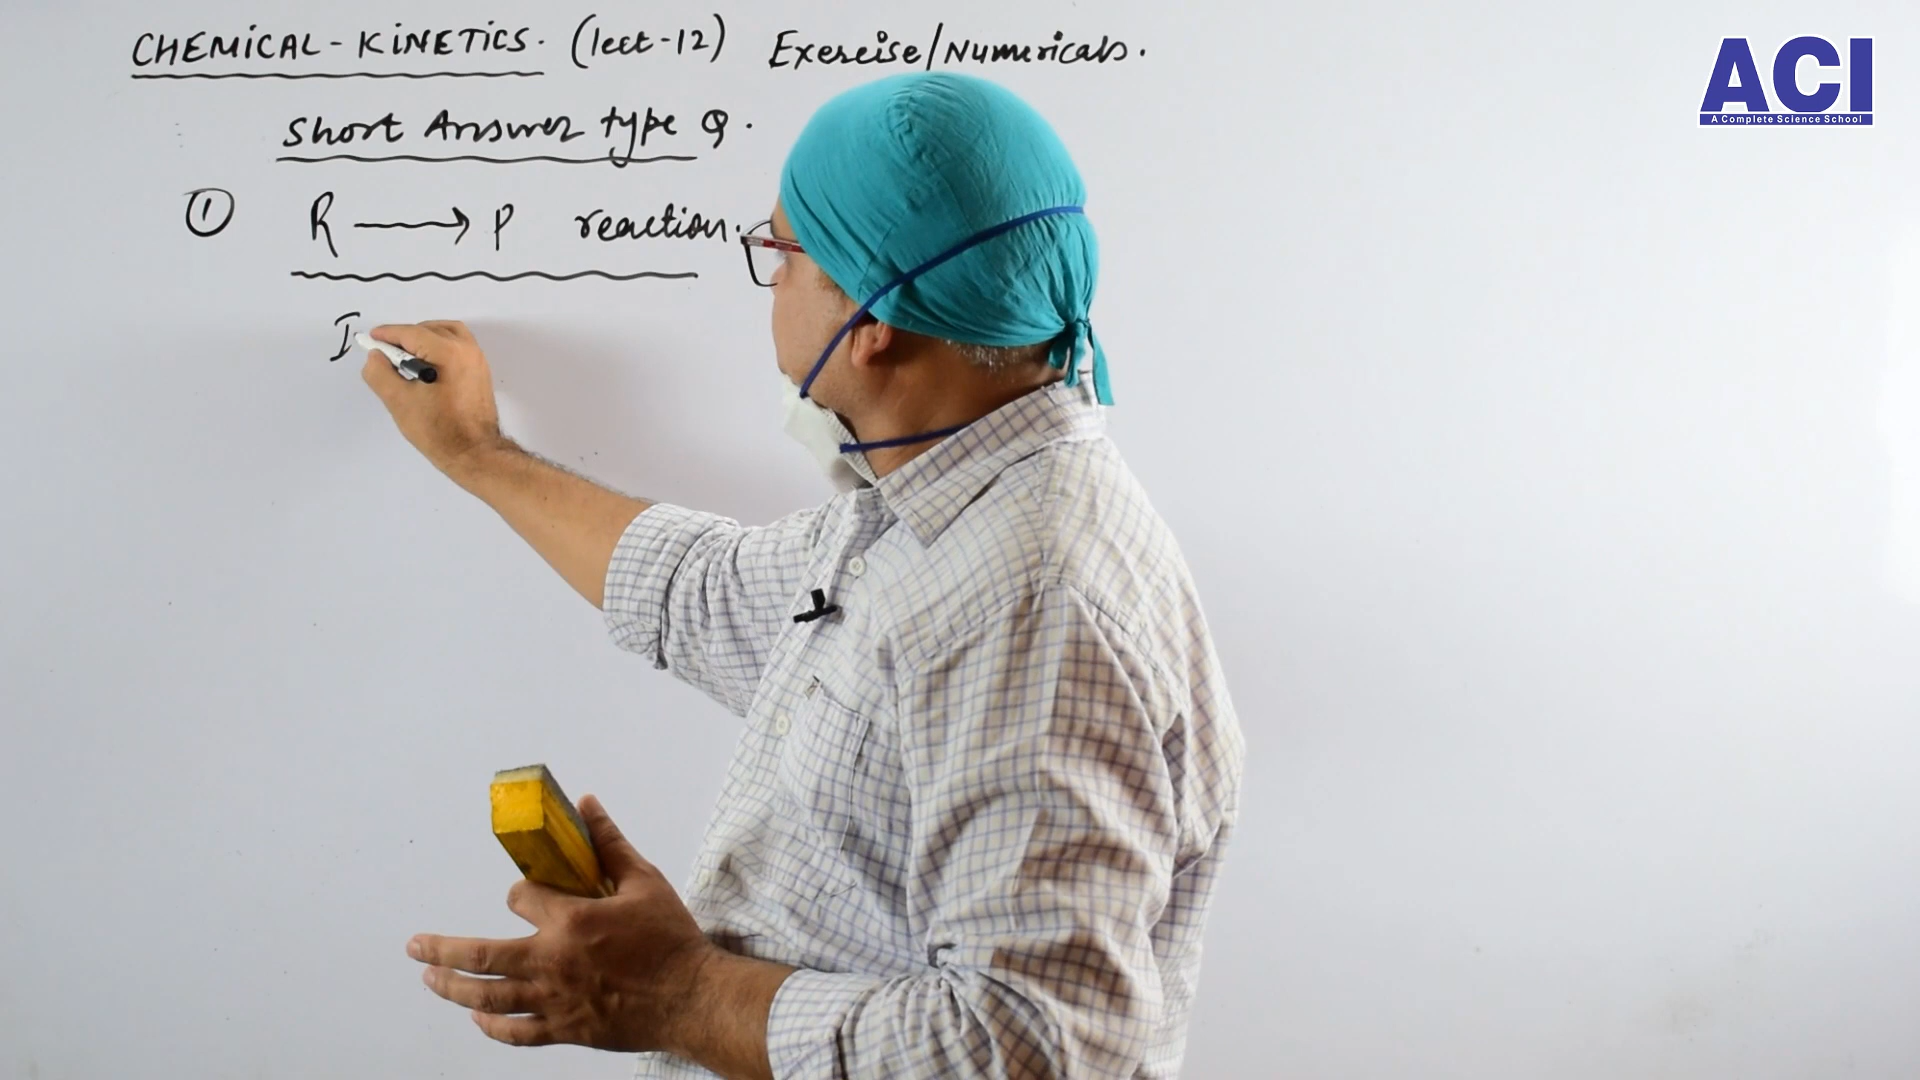 CHEMICAL-KINETICS. (lect-12) Exercise/Numericals.
Short Answer type Q.
① R ⟶ P reaction.
I
ACI
A Complete Science School